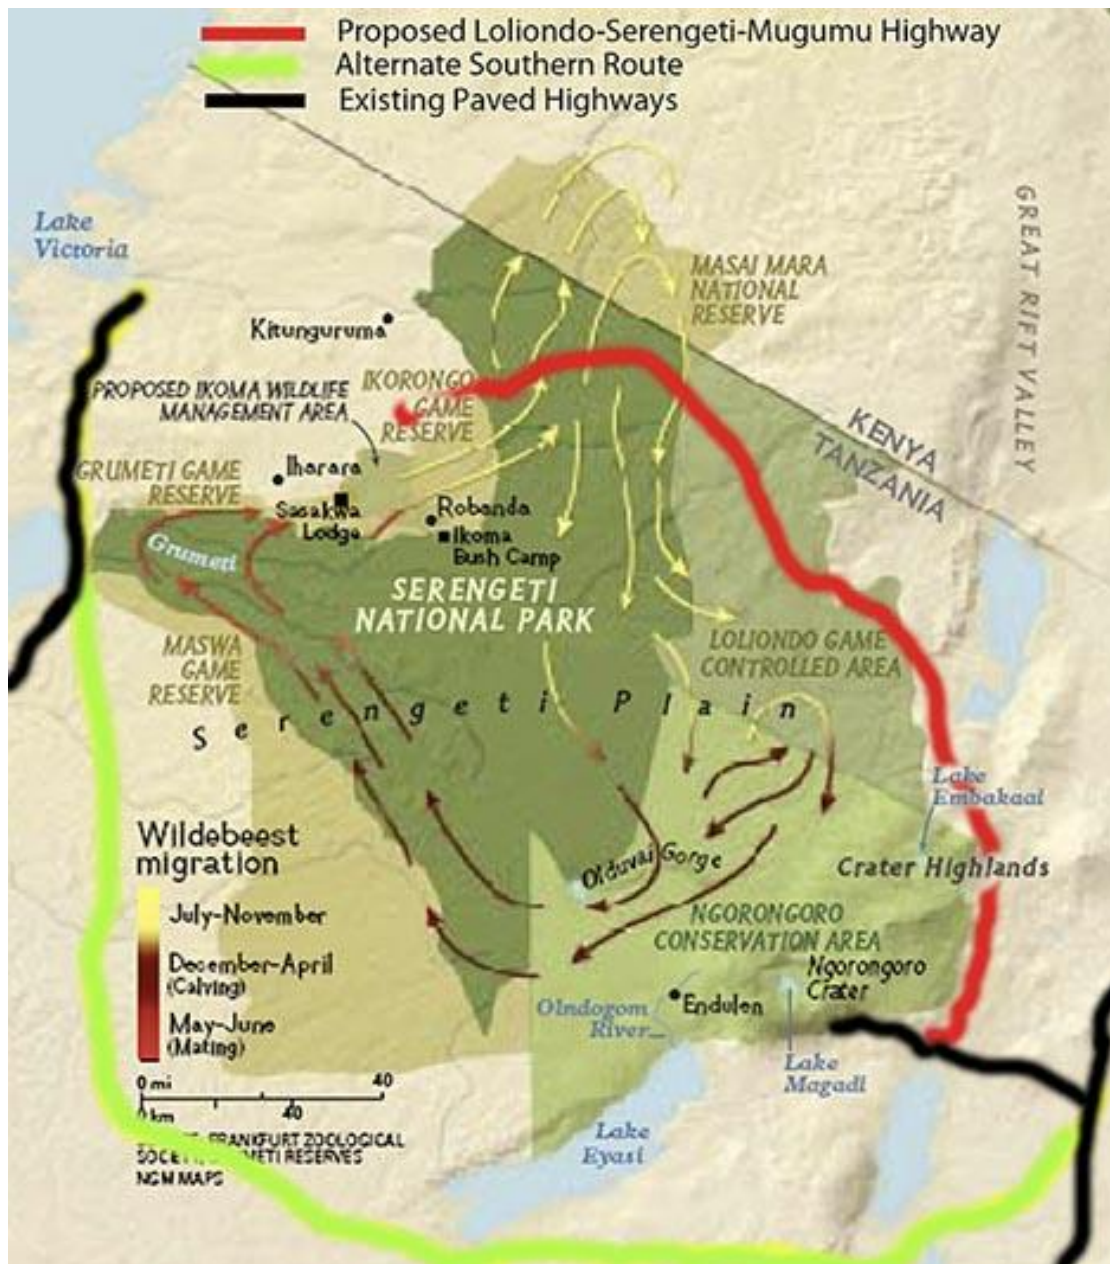 Proposed Loliondo-Serengeti-Mugumu Highway
Alternate Southern Route
Existing Paved Highways
Lake
Victoria
GREAT RIFT VALLEY
MASAI MARA
NATIONAL
RESERVE
Kitunguruma
PROPOSED IKOMA WILDLIFE
MANAGEMENT AREA
IKORONGO
GAME
RESERVE
KENYA
TANZANIA
GRUMETI GAME
RESERVE
Iharara
Sasakwa
Lodge
Robanda
Ikoma
Bush Camp
Grumeti
SERENGETI
NATIONAL PARK
MASWA
GAME
RESERVE
LOLIONDO GAME
CONTROLLED AREA
Serengeti Plain
Lake
Embakaai
Wildebeest
migration
July-November
December-April
(Calving)
May-June
(Mating)
Olduvai Gorge
Crater Highlands
NGORONGORO
CONSERVATION AREA
Ngorongoro
Crater
Olndogom
River
Endulen
Lake
Magadi
0 mi 40
km 40
FRANKFURT ZOOLOGICAL
RESERVES
NGM MAPS
Lake
Eyasi